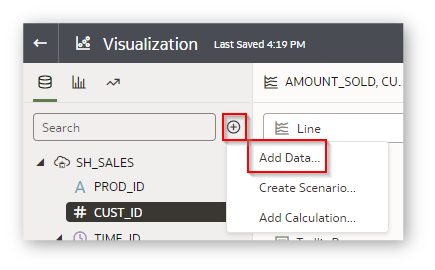 Visualization Last Saved 4:19 PM
AMOUNT_SOLD, CU..
Search
Line
SH_SALES
Add Data...
A PROD_ID
Create Scenario...
# CUST_ID
Add Calculation...
TIME_ID